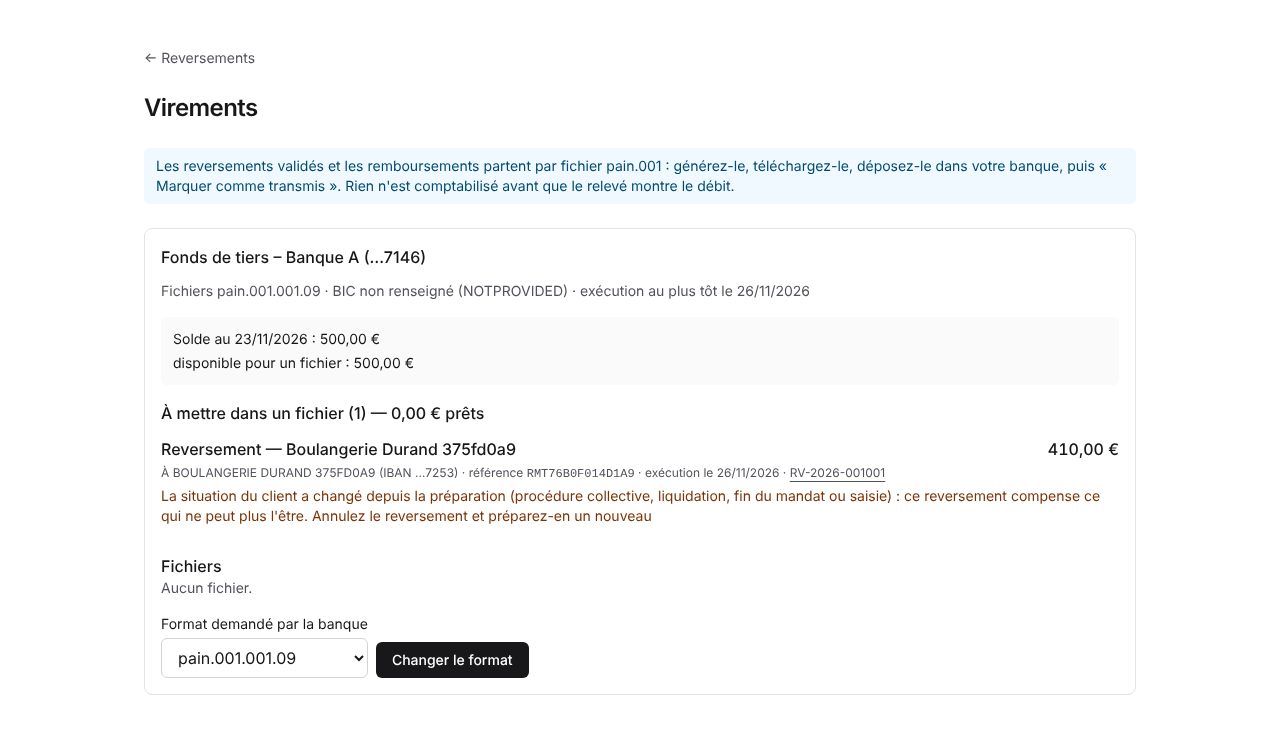 ← Reversements
Virements
Les reversements validés et les remboursements partent par fichier pain.001 : générez-le, téléchargez-le, déposez-le dans votre banque, puis «
Marquer comme transmis ». Rien n'est comptabilisé avant que le relevé montre le débit.
Fonds de tiers – Banque A (…7146)
Fichiers pain.001.001.09 · BIC non renseigné (NOTPROVIDED) · exécution au plus tôt le 26/11/2026
Solde au 23/11/2026 : 500,00 €
disponible pour un fichier : 500,00 €
À mettre dans un fichier (1) — 0,00 € prêts
Reversement — Boulangerie Durand 375fd0a9 410,00 €
À BOULANGERIE DURAND 375FD0A9 (IBAN …7253) · référence RMT76B0F014D1A9 · exécution le 26/11/2026 · RV-2026-001001
La situation du client a changé depuis la préparation (procédure collective, liquidation, fin du mandat ou saisie) : ce reversement compense ce
qui ne peut plus l'être. Annulez le reversement et préparez-en un nouveau
Fichiers
Aucun fichier.
Format demandé par la banque
pain.001.001.09 Changer le format